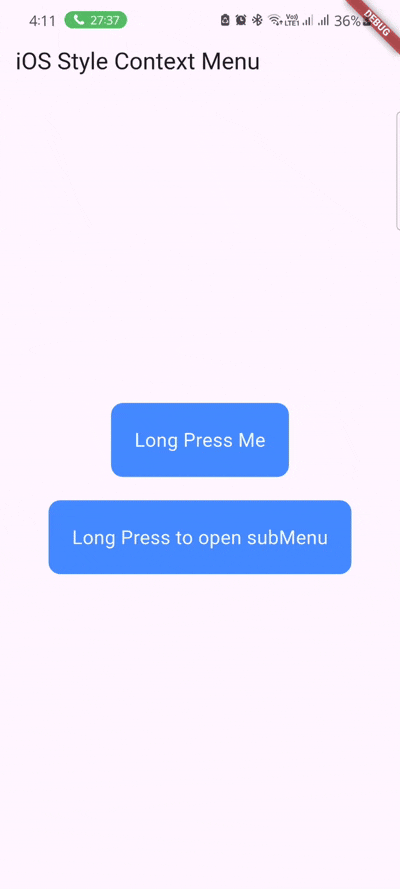 4:11 27:37 Vo)) LTE1 36%
DEBUG
iOS Style Context Menu
Long Press Me
Long Press to open subMenu